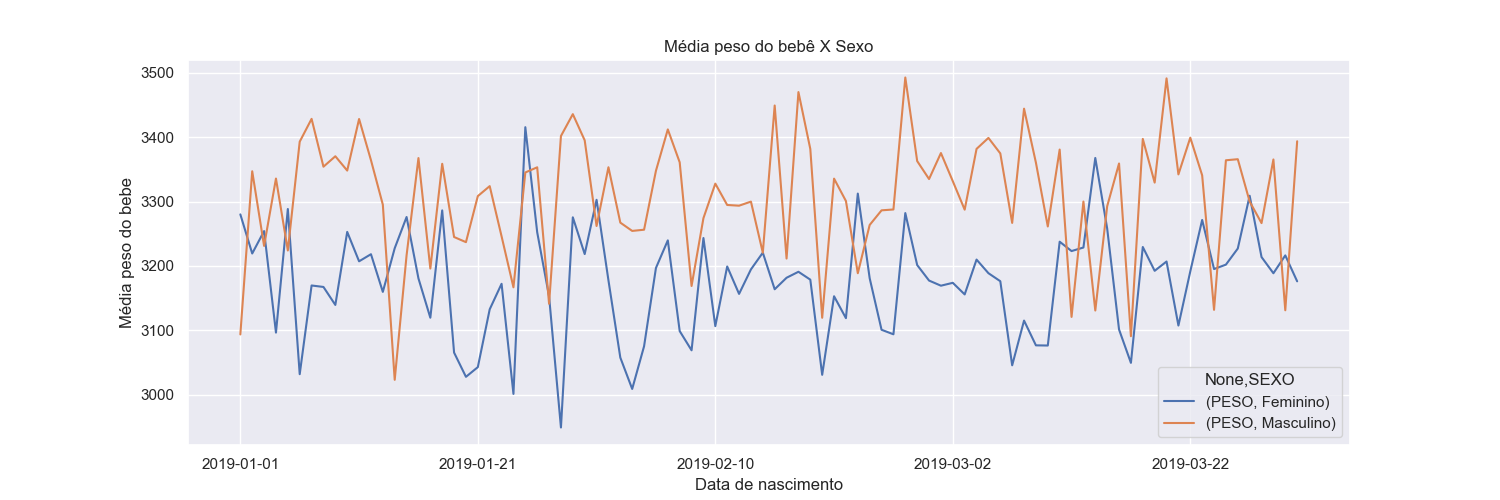 Média peso do bebê X Sexo
3500
3400
3300
3200
3100
3000
Média peso do bebe
2019-01-01
2019-01-21
2019-02-10
2019-03-02
2019-03-22
Data de nascimento
None,SEXO
(PESO, Feminino)
(PESO, Masculino)